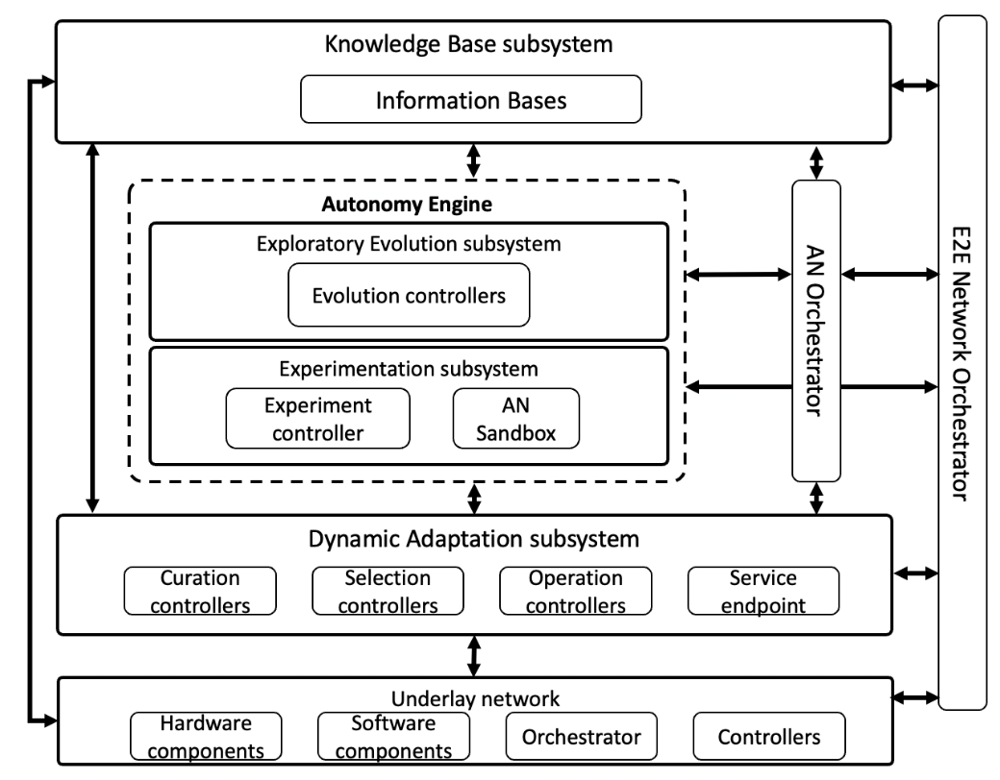 Knowledge Base subsystem
Information Bases
Autonomy Engine
Exploratory Evolution subsystem
Evolution controllers
Experimentation subsystem
Experiment
controller
AN
Sandbox
AN Orchestrator
E2E Network Orchestrator
Dynamic Adaptation subsystem
Curation
controllers
Selection
controllers
Operation
controllers
Service
endpoint
Underlay network
Hardware
components
Software
components
Orchestrator
Controllers